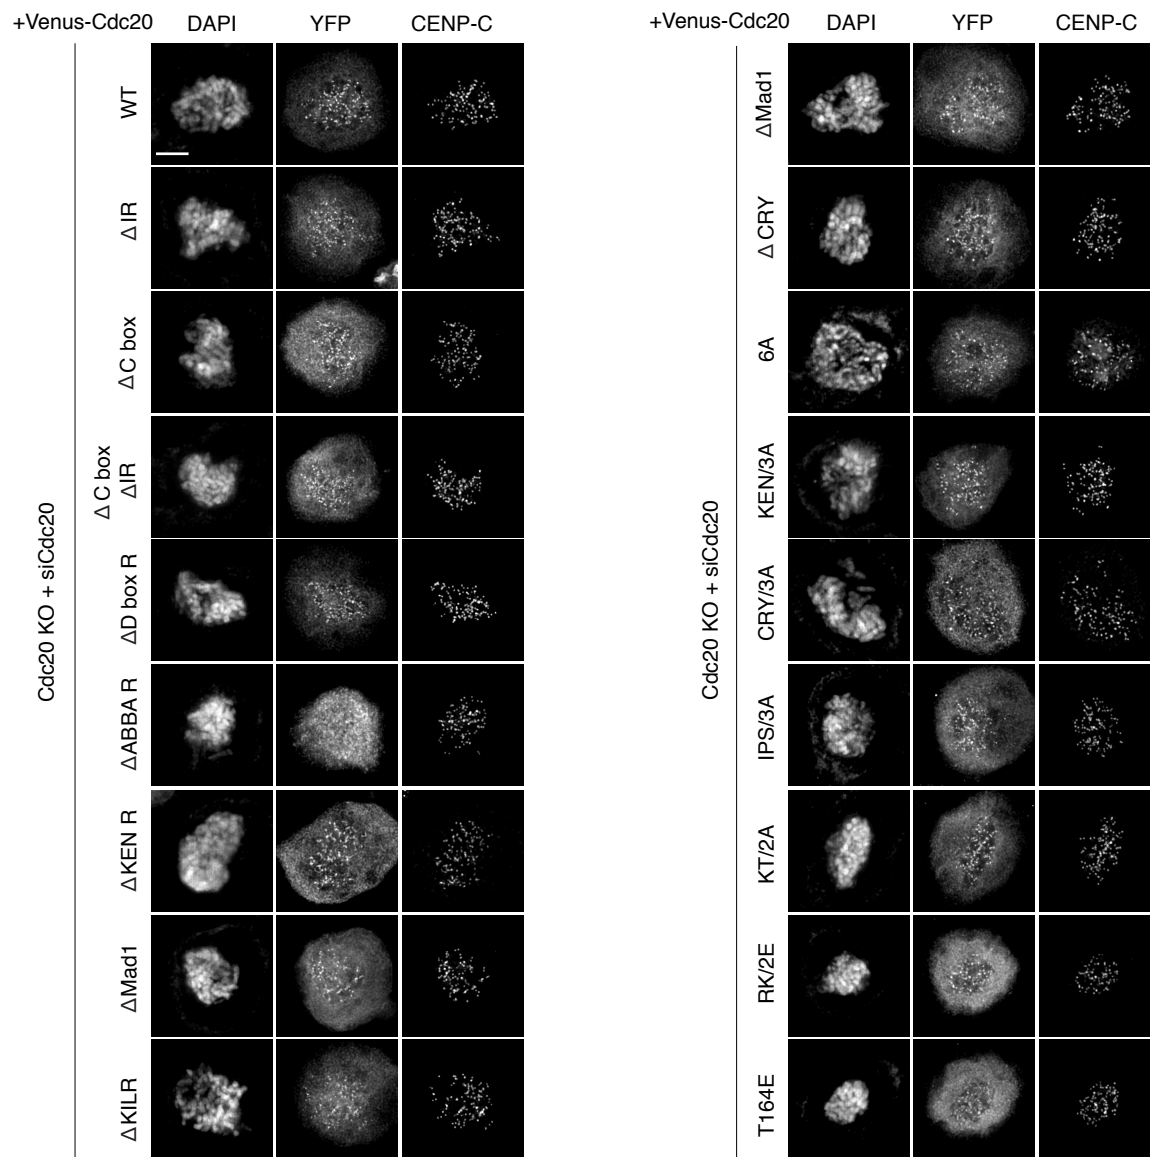 +Venus-Cdc20 DAPI YFP CENP-C
Cdc20 KO + siCdc20
WT
ΔIR
ΔC box
Δ C box
ΔIR
ΔD box R
ΔABBA R
ΔKEN R
ΔMad1
ΔKILR
+Venus-Cdc20 DAPI YFP CENP-C
Cdc20 KO + siCdc20
ΔMad1
Δ CRY
6A
KEN/3A
CRY/3A
IPS/3A
KT/2A
RK/2E
T164E